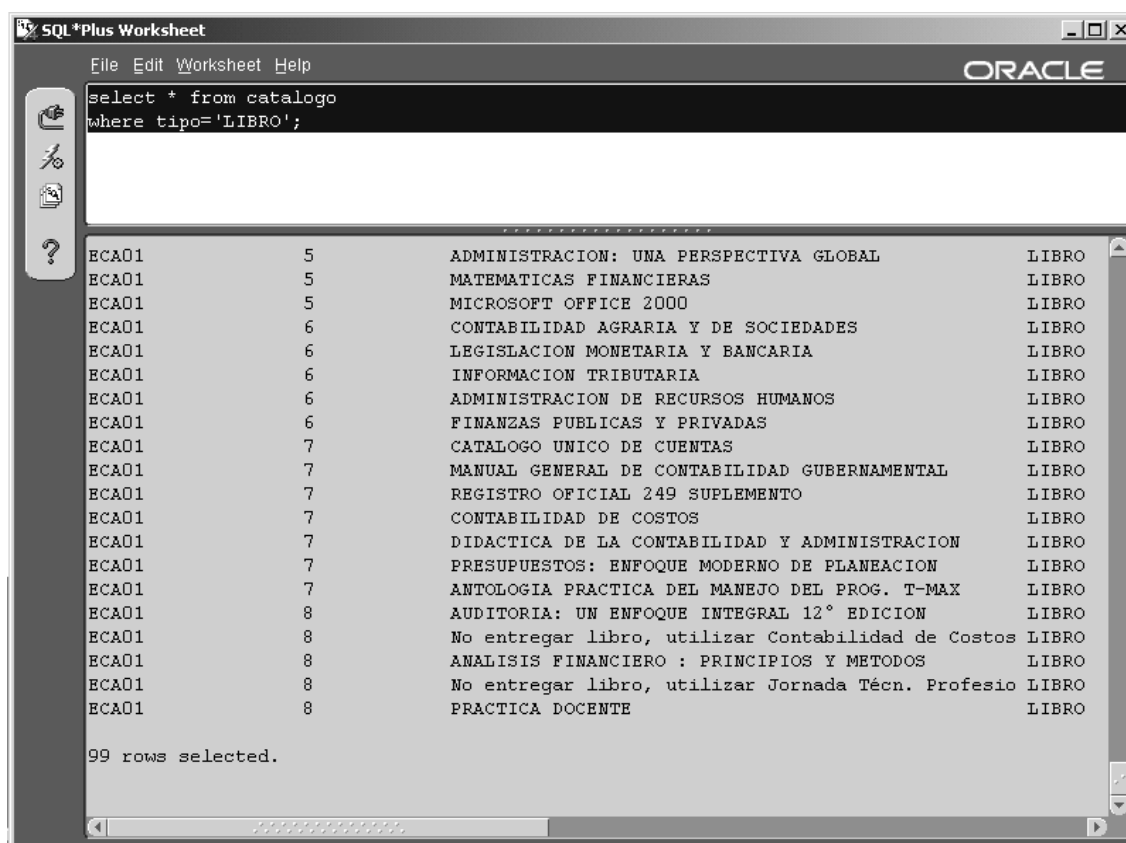 SQL*Plus Worksheet
File Edit Worksheet Help
ORACLE
select * from catalogo
where tipo='LIBRO';
ECA01 5 ADMINISTRACION: UNA PERSPECTIVA GLOBAL LIBRO
ECA01 5 MATEMATICAS FINANCIERAS LIBRO
ECA01 5 MICROSOFT OFFICE 2000 LIBRO
ECA01 6 CONTABILIDAD AGRARIA Y DE SOCIEDADES LIBRO
ECA01 6 LEGISLACION MONETARIA Y BANCARIA LIBRO
ECA01 6 INFORMACION TRIBUTARIA LIBRO
ECA01 6 ADMINISTRACION DE RECURSOS HUMANOS LIBRO
ECA01 6 FINANZAS PUBLICAS Y PRIVADAS LIBRO
ECA01 7 CATALOGO UNICO DE CUENTAS LIBRO
ECA01 7 MANUAL GENERAL DE CONTABILIDAD GUBERNAMENTAL LIBRO
ECA01 7 REGISTRO OFICIAL 249 SUPLEMENTO LIBRO
ECA01 7 CONTABILIDAD DE COSTOS LIBRO
ECA01 7 DIDACTICA DE LA CONTABILIDAD Y ADMINISTRACION LIBRO
ECA01 7 PRESUPUESTOS: ENFOQUE MODERNO DE PLANEACION LIBRO
ECA01 7 ANTOLOGIA PRACTICA DEL MANEJO DEL PROG. T-MAX LIBRO
ECA01 8 AUDITORIA: UN ENFOQUE INTEGRAL 12° EDICION LIBRO
ECA01 8 No entregar libro, utilizar Contabilidad de Costos LIBRO
ECA01 8 ANALISIS FINANCIERO : PRINCIPIOS Y METODOS LIBRO
ECA01 8 No entregar libro, utilizar Jornada Técn. Profesio LIBRO
ECA01 8 PRACTICA DOCENTE LIBRO
99 rows selected.